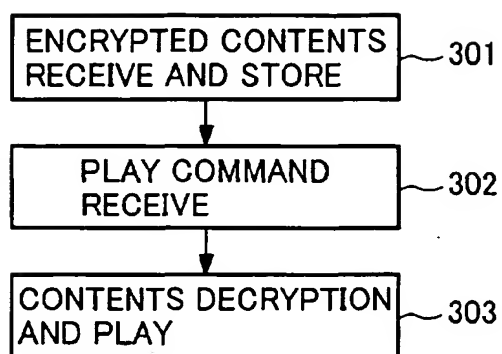 ENCRYPTED CONTENTS
RECEIVE AND STORE
301
PLAY COMMAND
RECEIVE
302
CONTENTS DECRYPTION
AND PLAY
303